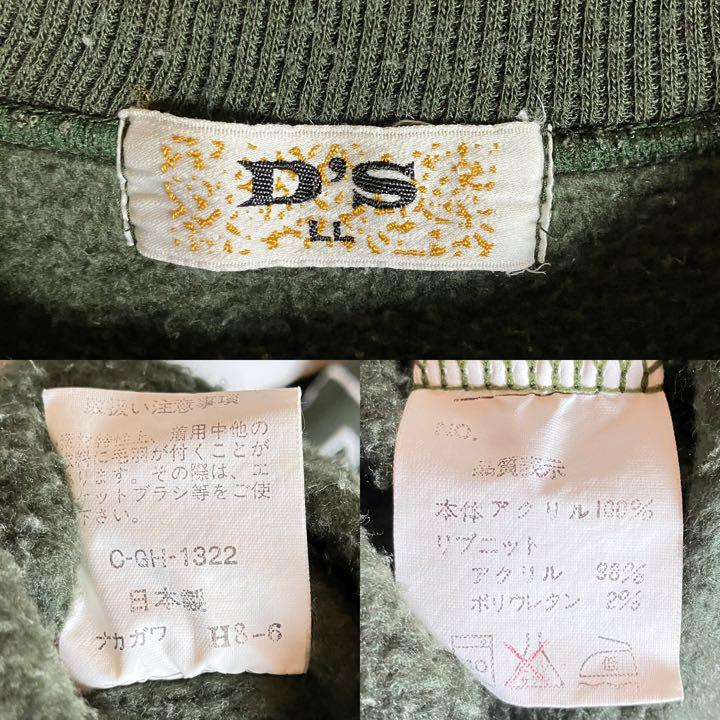 D'S
LL
取扱い注意事項
着用中他の
に毛羽が付くことが
ります。その際は、エ
ケットブラシ等をご使
下さい。
C-GH-1322
日本製
ナカガワ H8-6
NO.
品質表示
本体アクリル100%
リブニット
アクリル 98%
ポリウレタン 2%
低